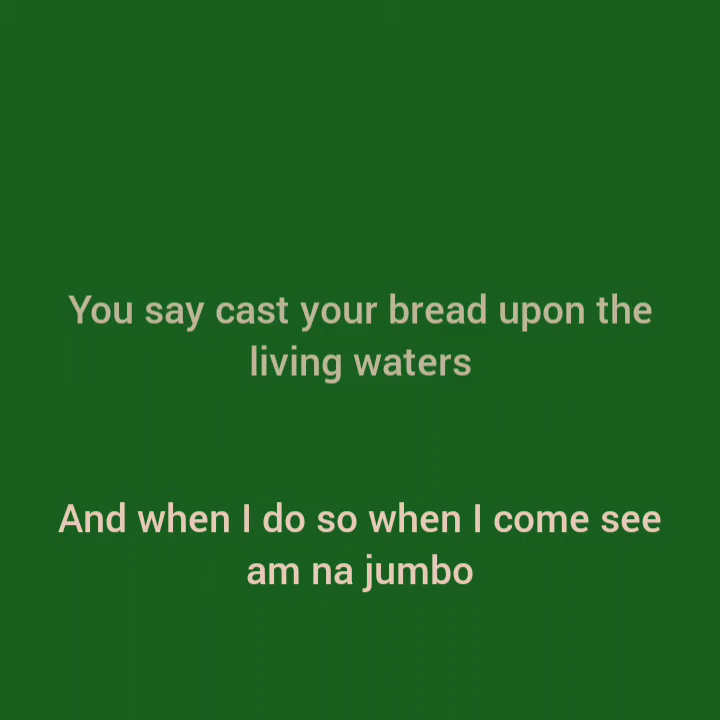 You say cast your bread upon the
living waters
And when I do so when I come see
am na jumbo